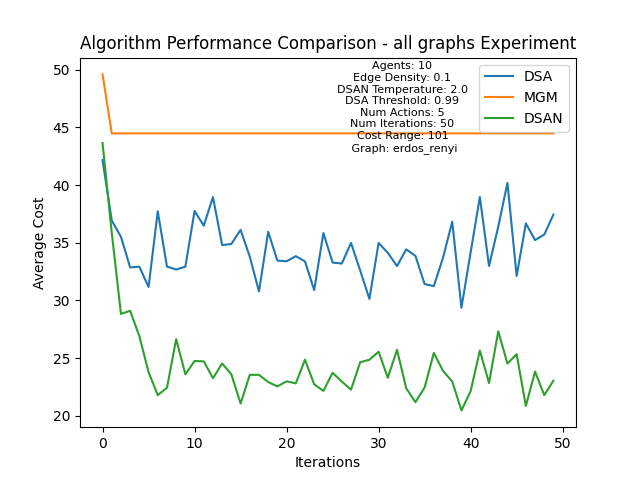 Algorithm Performance Comparison - all graphs Experiment
Agents: 10
Edge Density: 0.1
DSAN Temperature: 2.0
DSA Threshold: 0.99
Num Actions: 5
Num Iterations: 50
Cost Range: 101
Graph: erdos_renyi
DSA
MGM
DSAN
50
45
40
35
30
25
20
Average Cost
0
10
20
30
40
50
Iterations